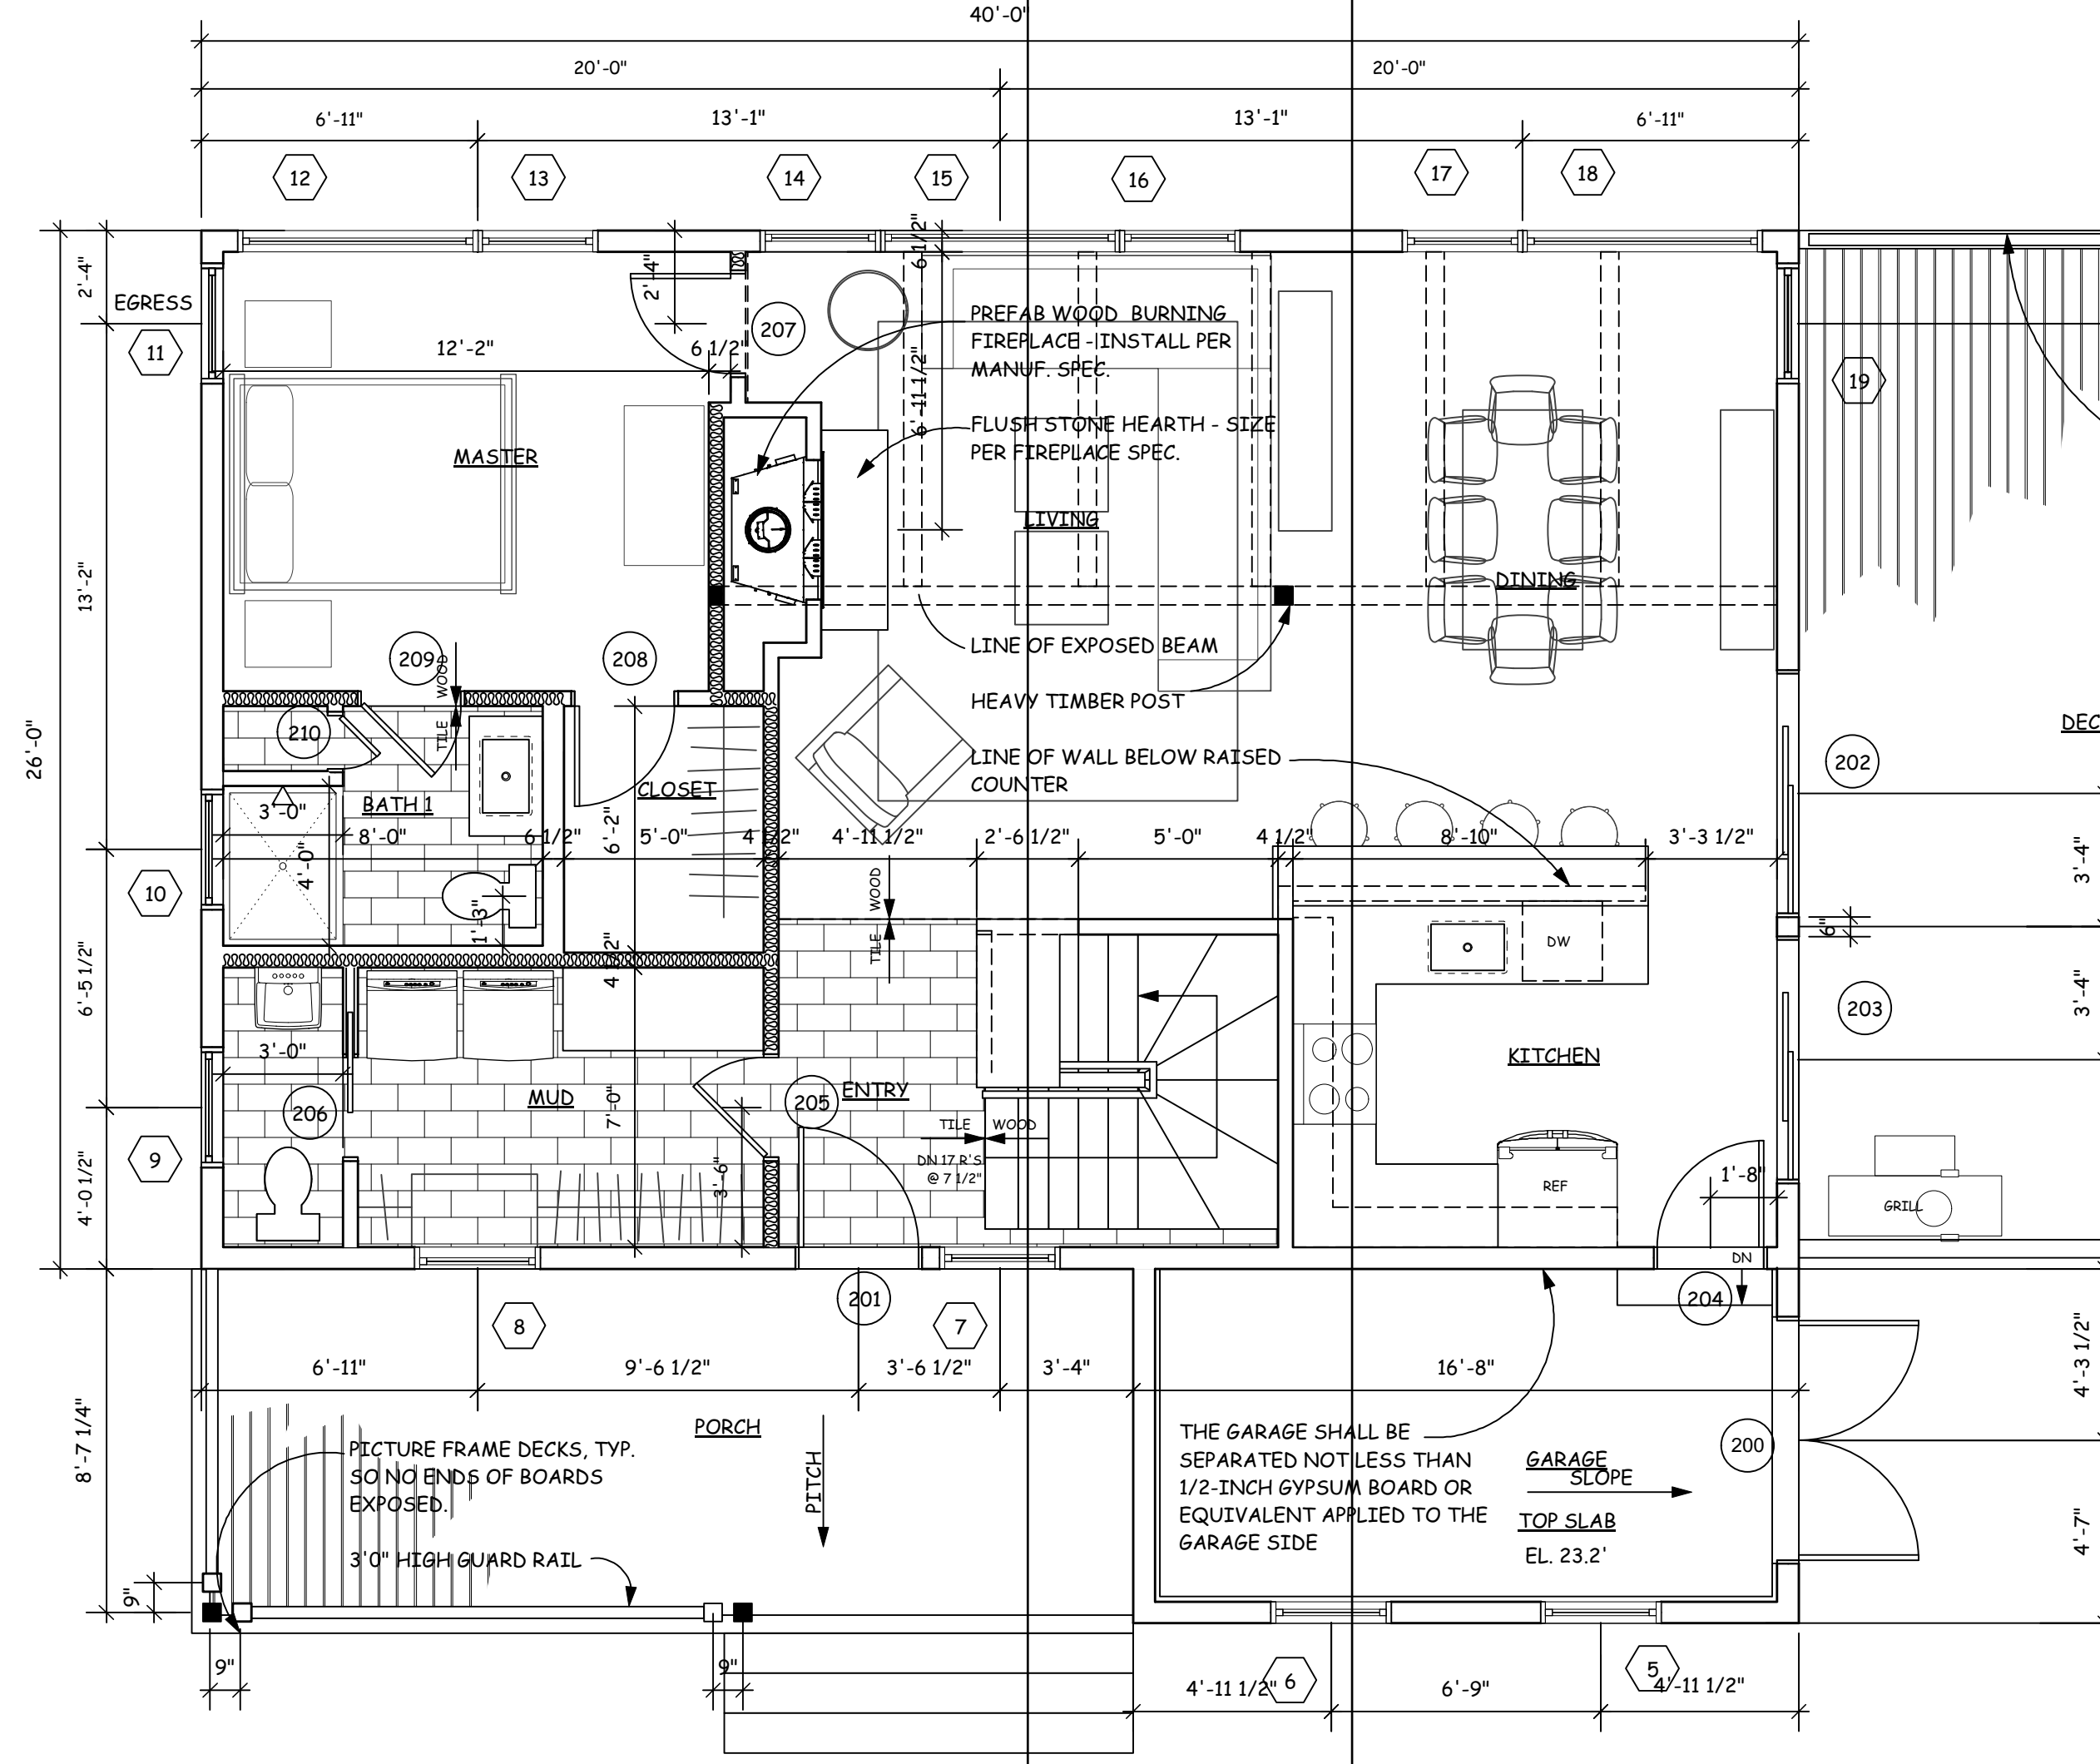 40'-0"
20'-0"
20'-0"
6'-11"
13'-1"
13'-1"
6'-11"
12
13
14
15
16
17
18
2'-4"
EGRESS
11
13'-2"
26'-0"
10
6'-5 1/2"
9
4'-0 1/2"
8'-7 1/4"
2'-4"
207
6 1/2"
12'-2"
6 1/2"
6'-11 1/2"
MASTER
PREFAB WOOD BURNING
FIREPLACE - INSTALL PER
MANUF. SPEC.
FLUSH STONE HEARTH - SIZE
PER FIREPLACE SPEC.
LIVING
DINING
19
LINE OF EXPOSED BEAM
HEAVY TIMBER POST
LINE OF WALL BELOW RAISED
COUNTER
209
208
WOOD
TILE
210
BATH 1
CLOSET
3'-0"
8'-0"
6 1/2"
5'-0"
4 1/2"
4'-11 1/2"
2'-6 1/2"
5'-0"
4 1/2"
8'-10"
3'-3 1/2"
4'-0"
6'-2"
1'-3"
4 1/2"
WOOD
TILE
DW
202
DEC
3'-4"
6"
3'-4"
203
3'-0"
206
MUD
7'-0"
3'-6"
205
ENTRY
TILE
WOOD
DN 17 R'S
@ 7 1/2"
KITCHEN
REF
1'-8"
GRILL
DN
8
201
7
204
6'-11"
9'-6 1/2"
3'-6 1/2"
3'-4"
16'-8"
4'-3 1/2"
PORCH
PITCH
PICTURE FRAME DECKS, TYP.
SO NO ENDS OF BOARDS
EXPOSED.
3'0" HIGH GUARD RAIL
THE GARAGE SHALL BE
SEPARATED NOT LESS THAN
1/2-INCH GYPSUM BOARD OR
EQUIVALENT APPLIED TO THE
GARAGE SIDE
GARAGE
SLOPE
TOP SLAB
EL. 23.2'
200
4'-7"
9"
9"
9"
4'-11 1/2"
6
6'-9"
5
4'-11 1/2"